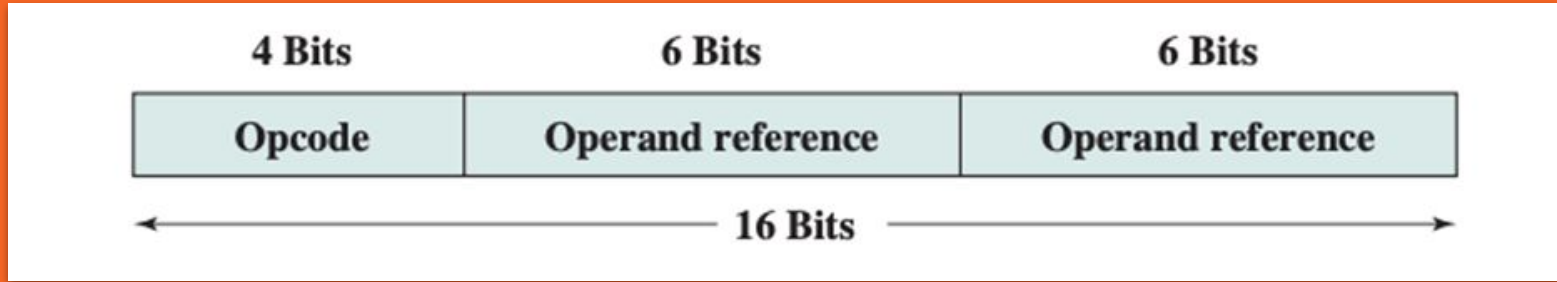 4 Bits 6 Bits 6 Bits
Opcode Operand reference Operand reference
16 Bits